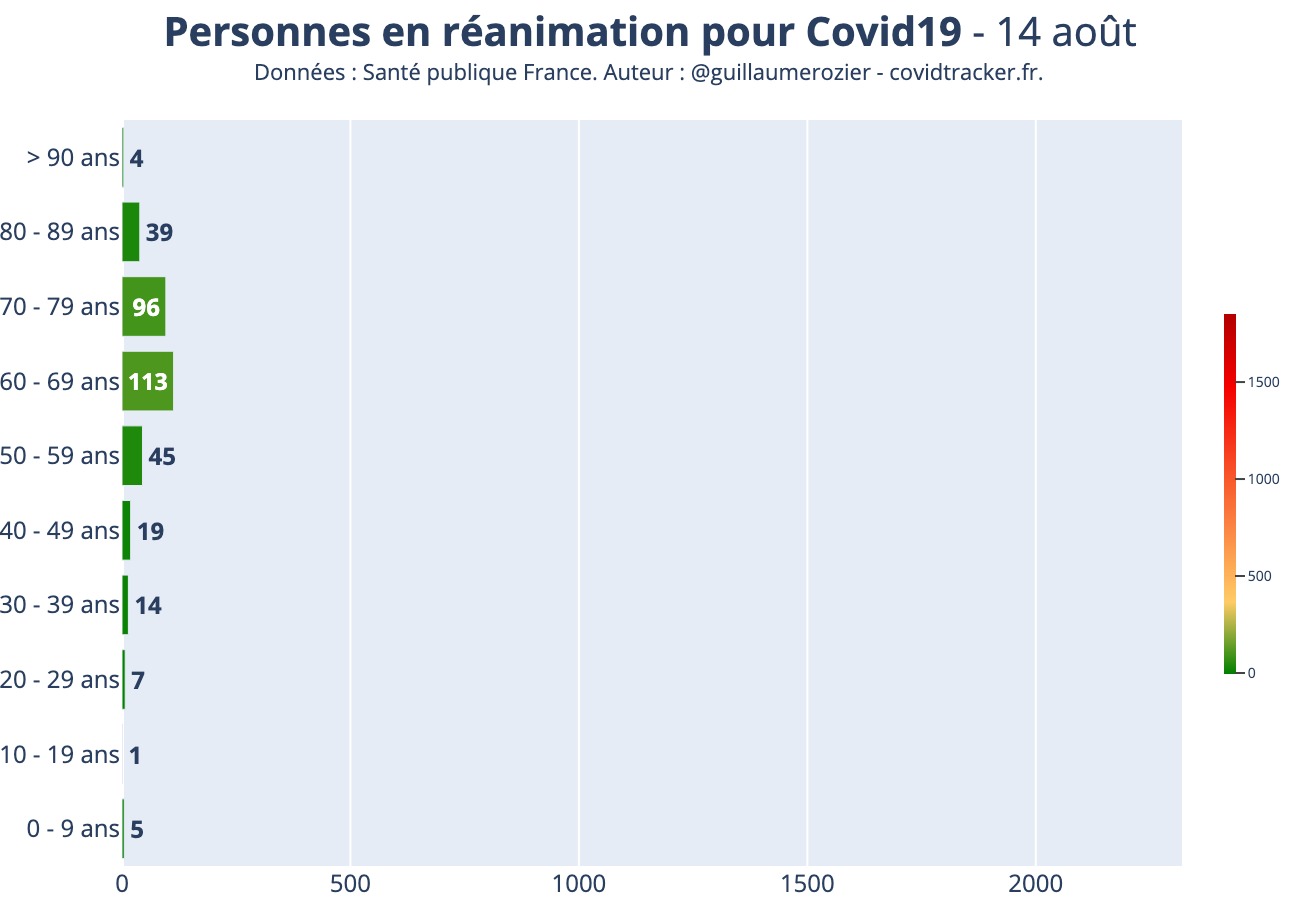 Personnes en réanimation pour Covid19 - 14 août
Données : Santé publique France. Auteur : @guillaumerozier - covidtracker.fr.
> 90 ans 4
80 - 89 ans 39
70 - 79 ans 96
60 - 69 ans 113
50 - 59 ans 45
40 - 49 ans 19
30 - 39 ans 14
20 - 29 ans 7
10 - 19 ans 1
0 - 9 ans 5
0 500 1000 1500 2000
1500
1000
500
0